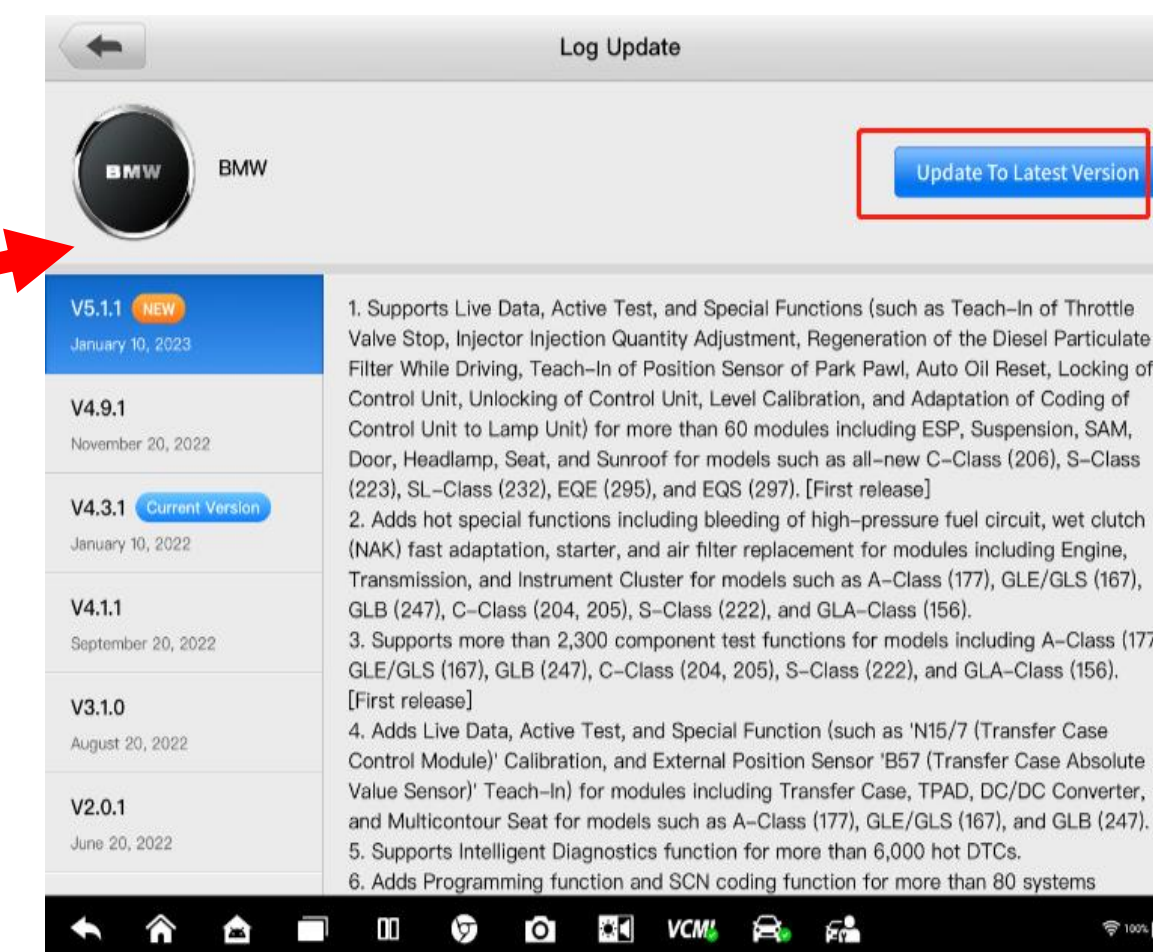 Log Update
BMW
BMW
Update To Latest Version
V5.1.1 NEW
January 10, 2023
V4.9.1
November 20, 2022
V4.3.1 Current Version
January 10, 2022
V4.1.1
September 20, 2022
V3.1.0
August 20, 2022
V2.0.1
June 20, 2022
1. Supports Live Data, Active Test, and Special Functions (such as Teach-In of Throttle
Valve Stop, Injector Injection Quantity Adjustment, Regeneration of the Diesel Particulate
Filter While Driving, Teach-In of Position Sensor of Park Pawl, Auto Oil Reset, Locking of
Control Unit, Unlocking of Control Unit, Level Calibration, and Adaptation of Coding of
Control Unit to Lamp Unit) for more than 60 modules including ESP, Suspension, SAM,
Door, Headlamp, Seat, and Sunroof for models such as all-new C-Class (206), S-Class
(223), SL-Class (232), EQE (295), and EQS (297). [First release]
2. Adds hot special functions including bleeding of high-pressure fuel circuit, wet clutch
(NAK) fast adaptation, starter, and air filter replacement for modules including Engine,
Transmission, and Instrument Cluster for models such as A-Class (177), GLE/GLS (167),
GLB (247), C-Class (204, 205), S-Class (222), and GLA-Class (156).
3. Supports more than 2,300 component test functions for models including A-Class (177
GLE/GLS (167), GLB (247), C-Class (204, 205), S-Class (222), and GLA-Class (156).
[First release]
4. Adds Live Data, Active Test, and Special Function (such as 'N15/7 (Transfer Case
Control Module)' Calibration, and External Position Sensor 'B57 (Transfer Case Absolute
Value Sensor)' Teach-In) for modules including Transfer Case, TPAD, DC/DC Converter,
and Multicontour Seat for models such as A-Class (177), GLE/GLS (167), and GLB (247).
5. Supports Intelligent Diagnostics function for more than 6,000 hot DTCs.
6. Adds Programming function and SCN coding function for more than 80 systems
VCMI
100%